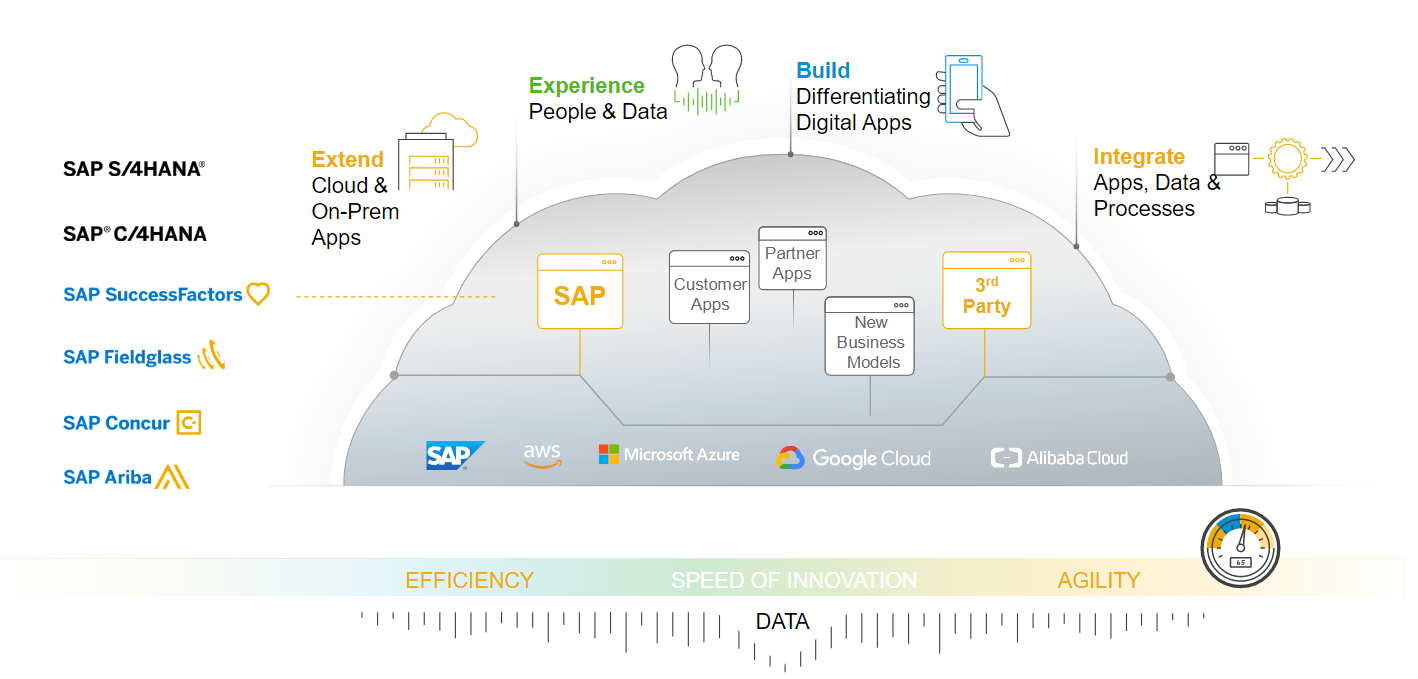 Experience
People & Data
Build
Differentiating
Digital Apps
Extend
Cloud &
On-Prem
Apps
Integrate
Apps, Data &
Processes
SAP S/4HANA®
SAP® C/4HANA
SAP SuccessFactors
SAP Fieldglass
SAP Concur
SAP Ariba
SAP
Customer
Apps
Partner
Apps
New
Business
Models
3rd
Party
SAP®
aws
Microsoft Azure
Google Cloud
Alibaba Cloud
65
EFFICIENCY
SPEED OF INNOVATION
AGILITY
DATA